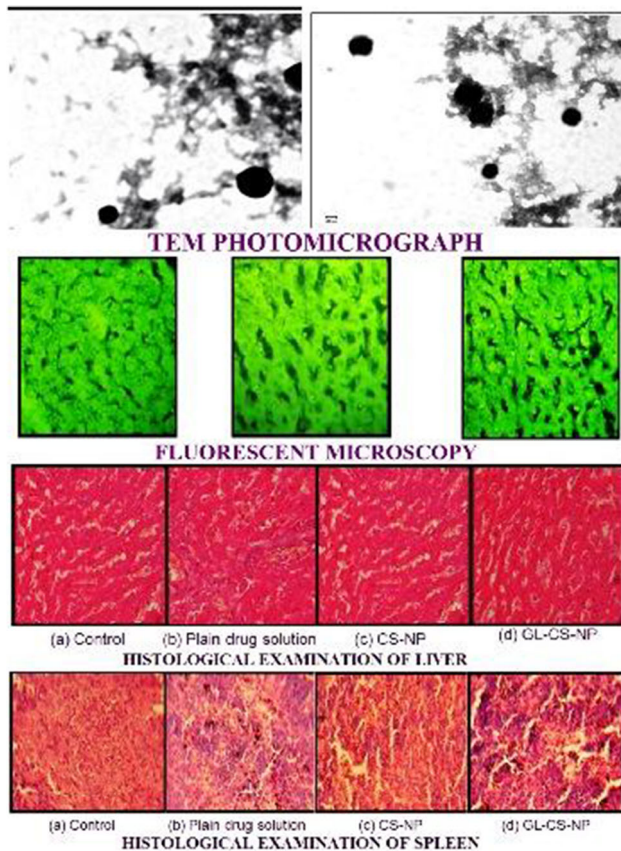 TEM PHOTOMICROGRAPH
FLUORESCENT MICROSCOPY
(a) Control (b) Plain drug solution (c) CS-NP (d) GL-CS-NP
HISTOLOGICAL EXAMINATION OF LIVER
(a) Control (b) Plain drug solution (c) CS-NP (d) GL-CS-NP
HISTOLOGICAL EXAMINATION OF SPLEEN